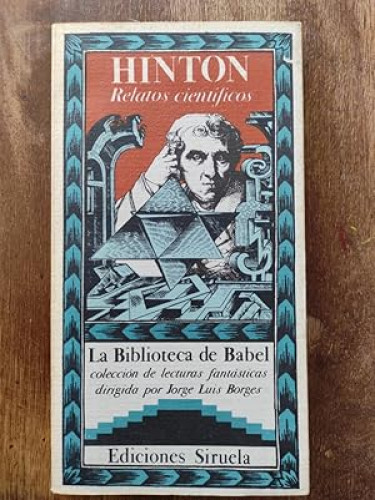 HINTON
Relatos científicos
La Biblioteca de Babel
colección de lecturas fantásticas
dirigida por Jorge Luis Borges
Ediciones Siruela